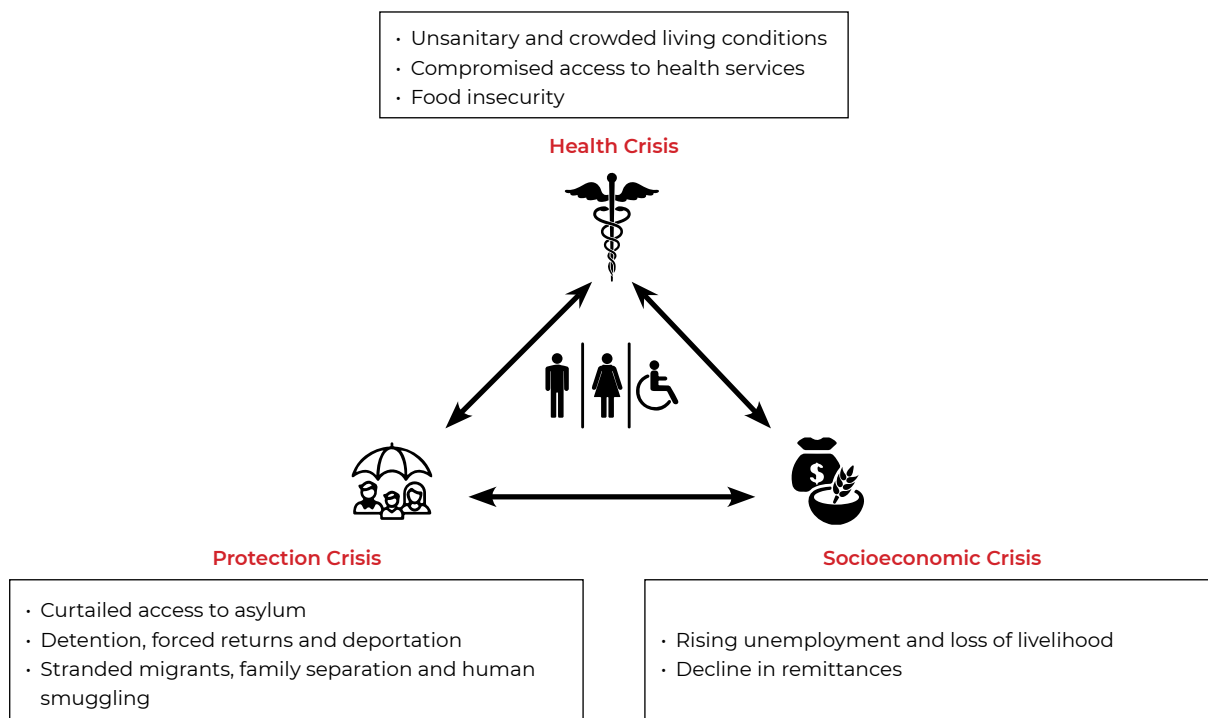 · Unsanitary and crowded living conditions
· Compromised access to health services
· Food insecurity
Health Crisis
$
Protection Crisis
· Curtailed access to asylum
· Detention, forced returns and deportation
· Stranded migrants, family separation and human
smuggling
Socioeconomic Crisis
· Rising unemployment and loss of livelihood
· Decline in remittances